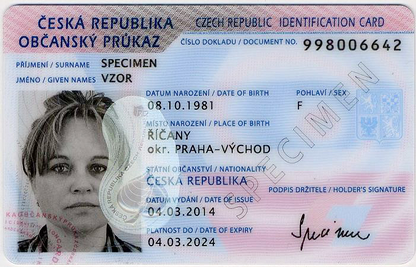 ČESKÁ REPUBLIKA CZECH REPUBLIC IDENTIFICATION CARD
OBČANSKÝ PRŮKAZ ČÍSLO DOKLADU / DOCUMENT NO. 998006642
PŘÍJMENÍ / SURNAME SPECIMEN
JMÉNO / GIVEN NAMES VZOR
DATUM NAROZENÍ / DATE OF BIRTH POHLAVÍ / SEX
08.10.1981 F
MÍSTO NAROZENÍ / PLACE OF BIRTH
ŘÍČANY
okr. PRAHA-VÝCHOD
STÁTNÍ OBČANSTVÍ / NATIONALITY
ČESKÁ REPUBLIKA PODPIS DRŽITELE / HOLDER'S SIGNATURE
DATUM VYDÁNÍ / DATE OF ISSUE
04.03.2014
PLATNOST DO / DATE OF EXPIRY
04.03.2024
Specimen
SPECIMEN